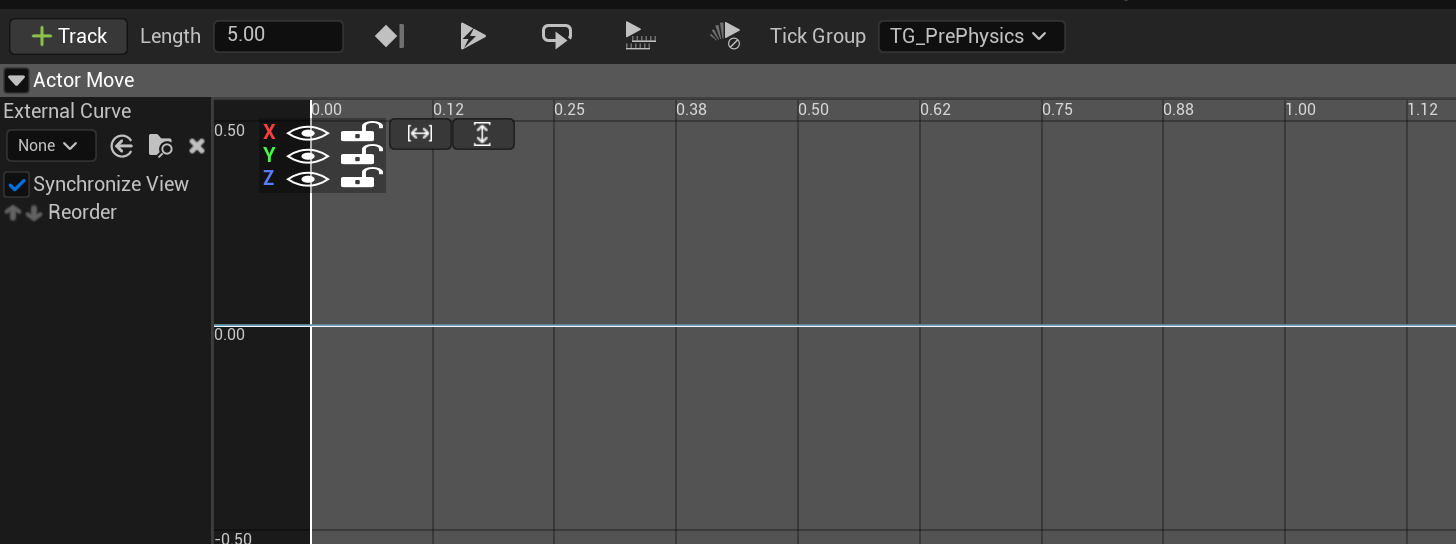 Track Length 5.00 Tick Group TG_PrePhysics
Actor Move
External Curve
None
Synchronize View
Reorder
0.00 0.12 0.25 0.38 0.50 0.62 0.75 0.88 1.00 1.12
0.50
X
Y
Z
0.00
-0.50